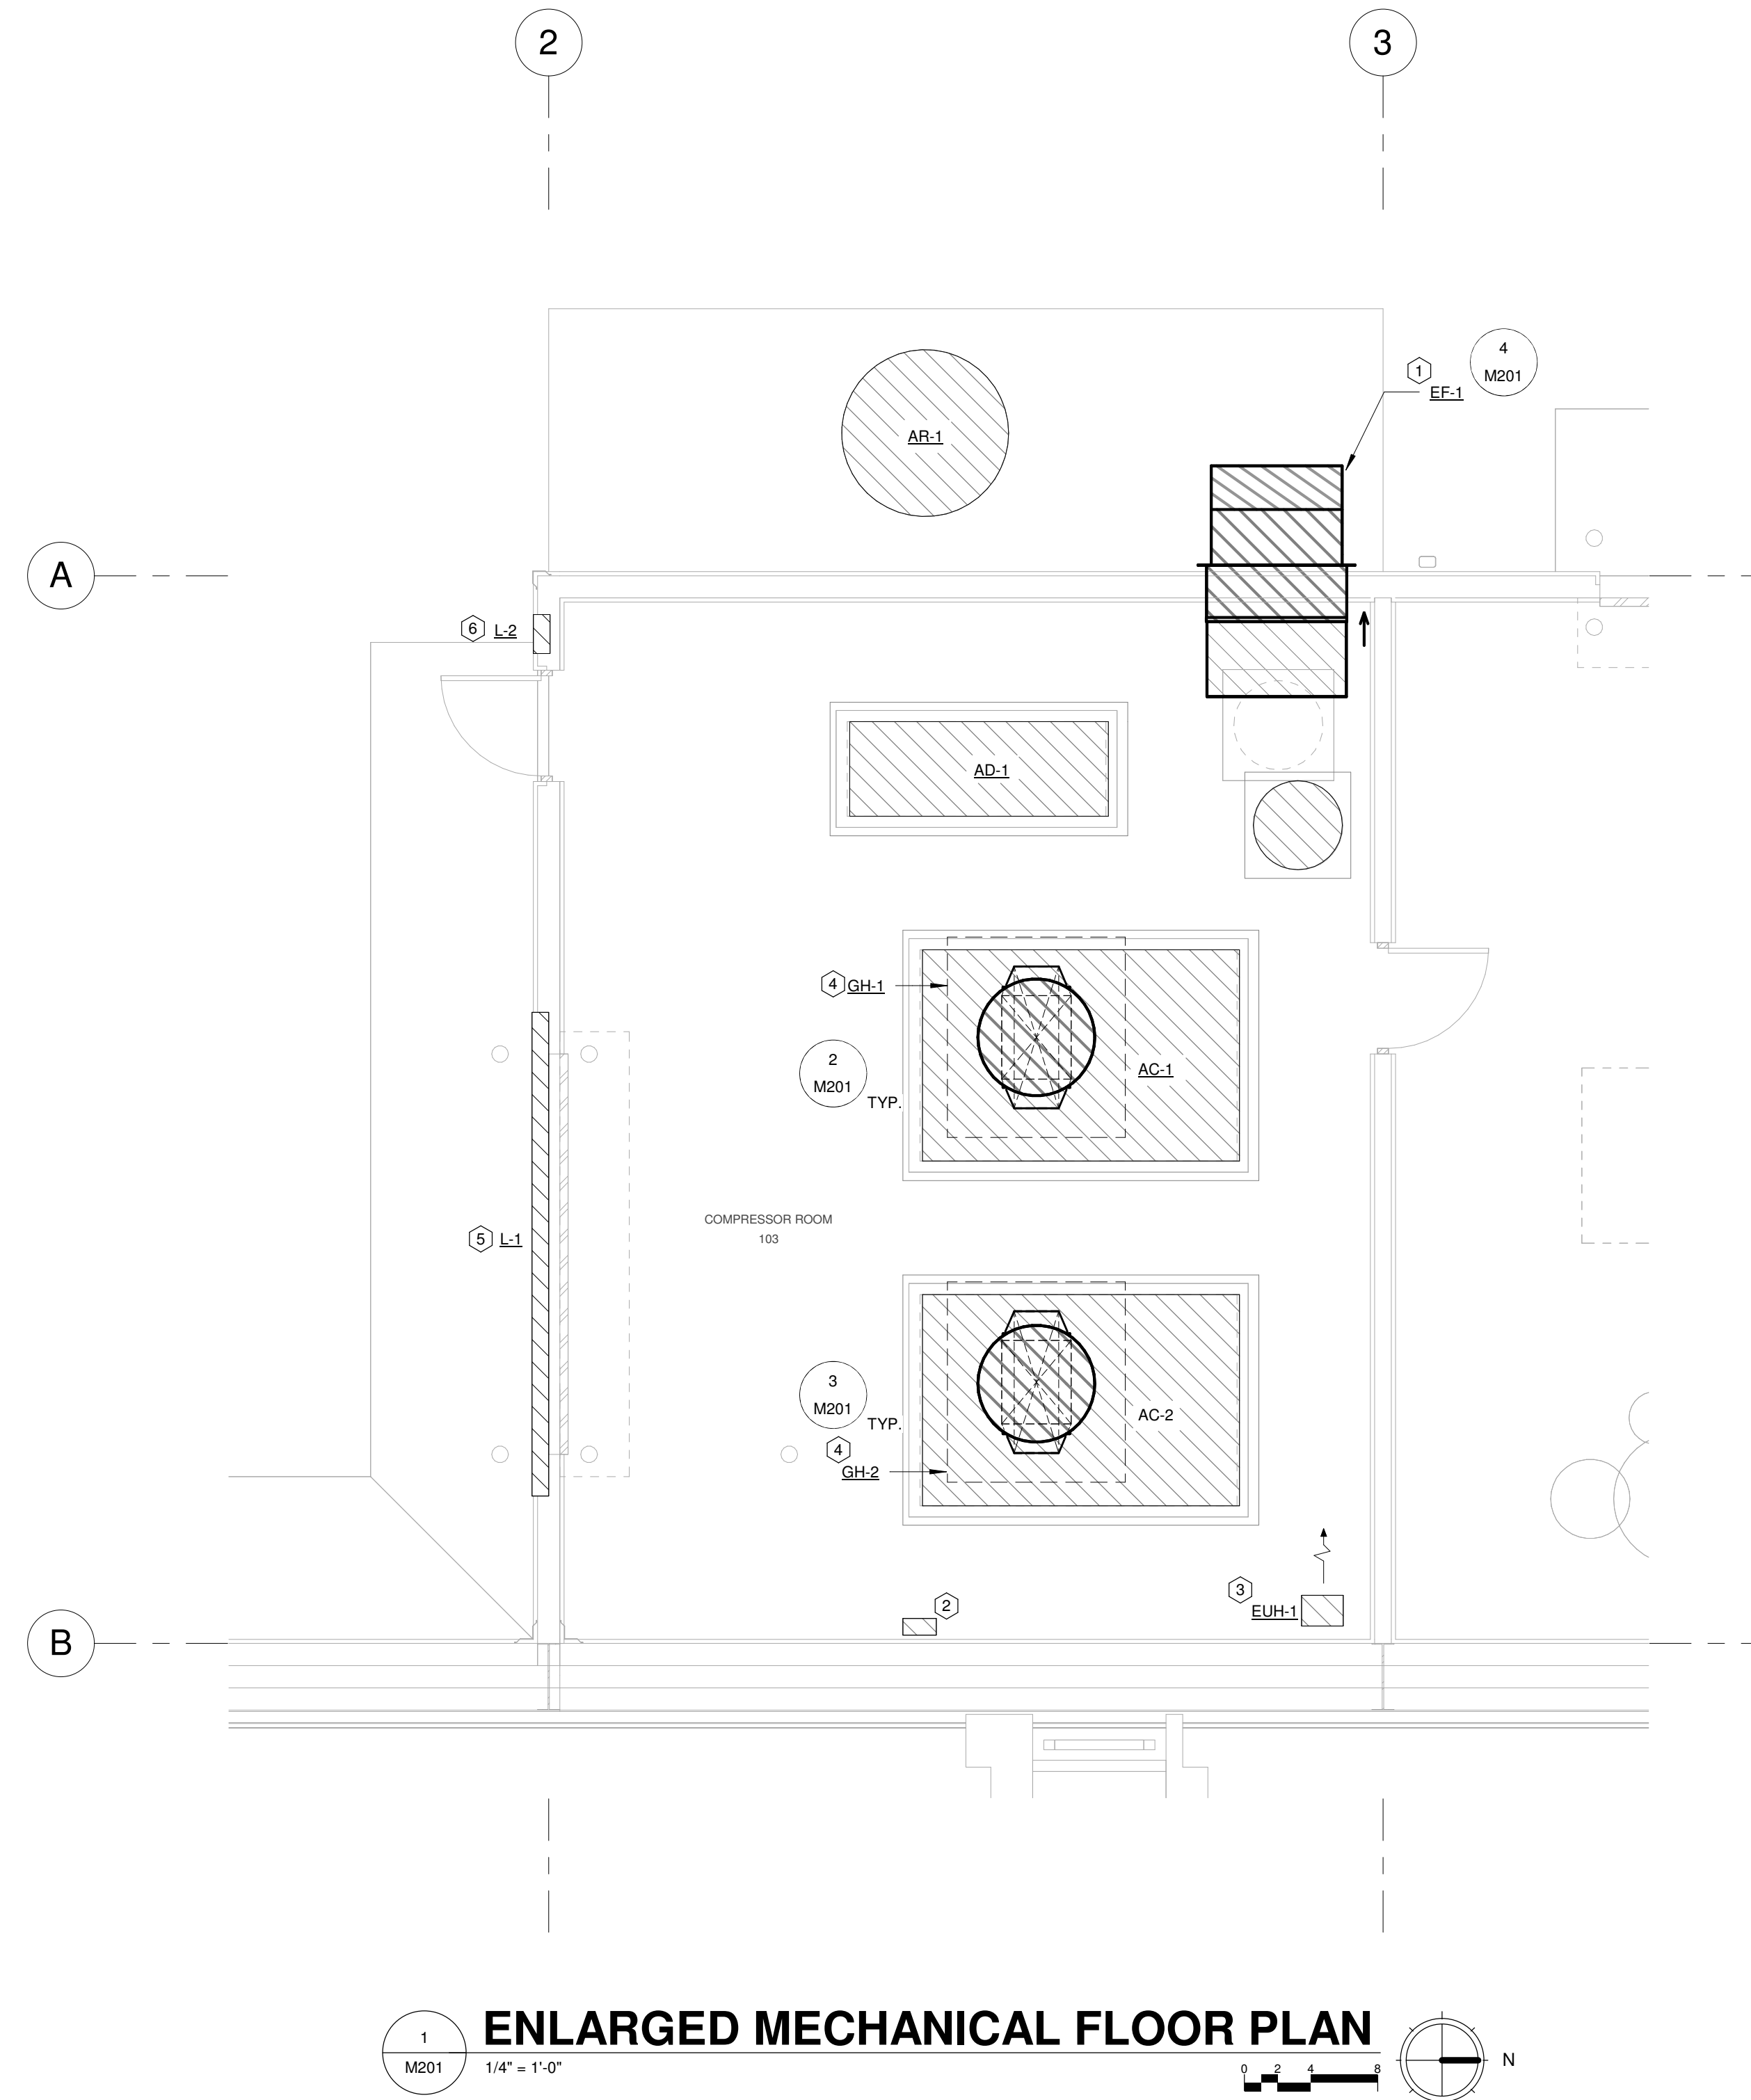 2
3
4
M201
1
EF-1
AR-1
A
6
L-2
AD-1
4
GH-1
2
M201
TYP.
AC-1
COMPRESSOR ROOM
103
5
L-1
3
M201
TYP.
AC-2
4
GH-2
3
EUH-1
2
B
1
M201
ENLARGED MECHANICAL FLOOR PLAN
1/4" = 1'-0"
0 2 4 8
N